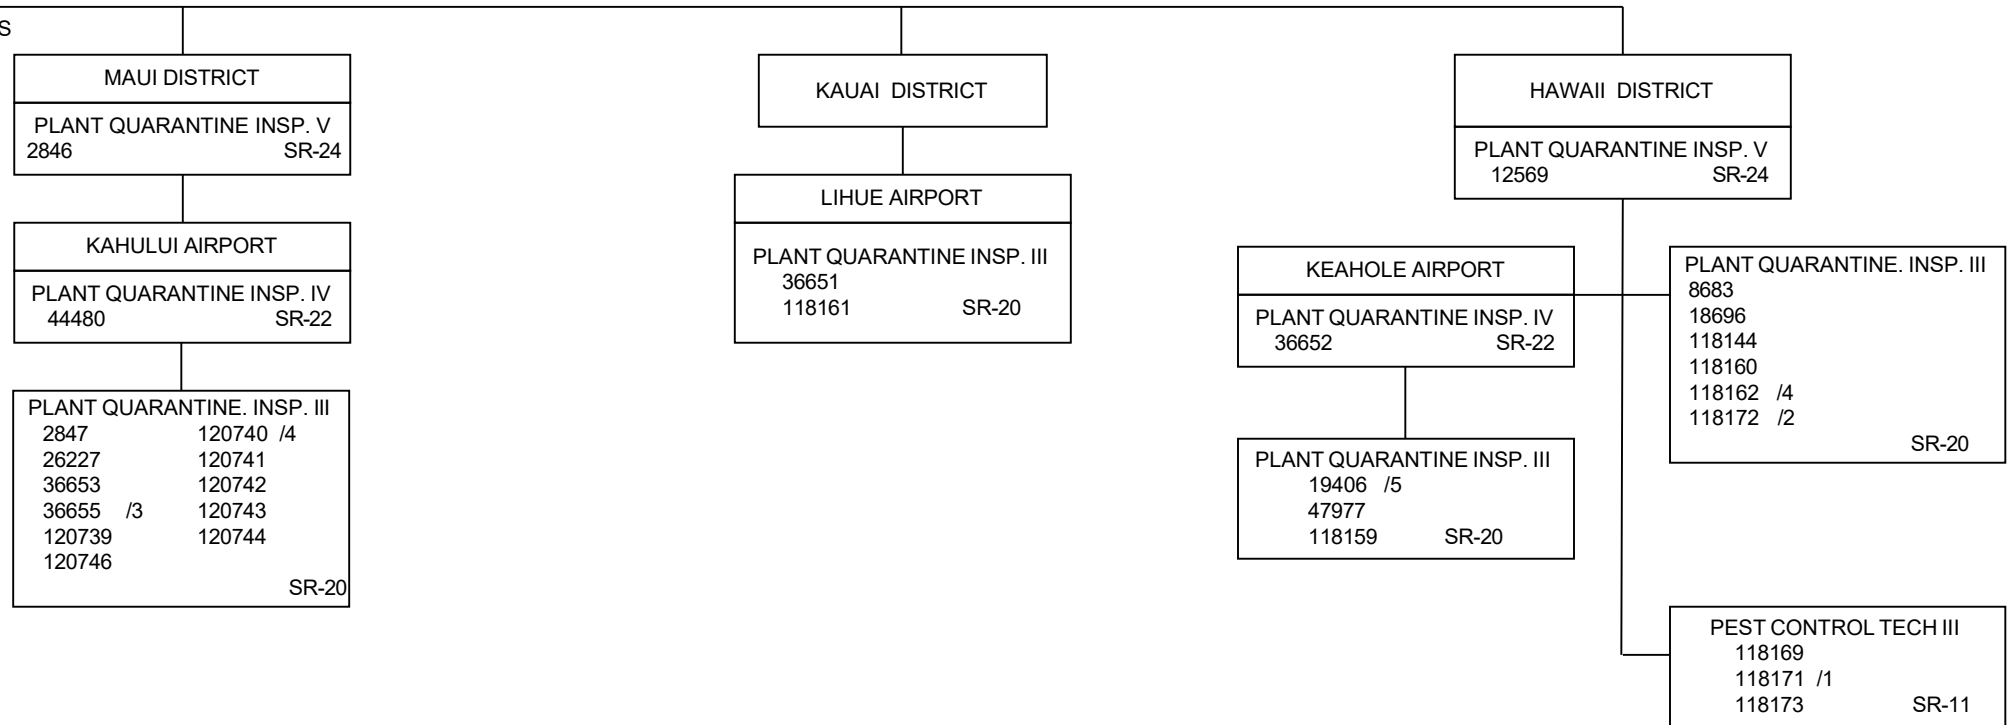 S
MAUI DISTRICT
PLANT QUARANTINE INSP. V
2846 SR-24
KAHULUI AIRPORT
PLANT QUARANTINE INSP. IV
44480 SR-22
PLANT QUARANTINE. INSP. III
2847 120740 /4
26227 120741
36653 120742
36655 /3 120743
120739 120744
120746
SR-20
KAUAI DISTRICT
LIHUE AIRPORT
PLANT QUARANTINE INSP. III
36651
118161 SR-20
HAWAII DISTRICT
PLANT QUARANTINE INSP. V
12569 SR-24
KEAHOLE AIRPORT
PLANT QUARANTINE INSP. IV
36652 SR-22
PLANT QUARANTINE INSP. III
19406 /5
47977
118159 SR-20
PLANT QUARANTINE. INSP. III
8683
18696
118144
118160
118162 /4
118172 /2
SR-20
PEST CONTROL TECH III
118169
118171 /1
118173 SR-11